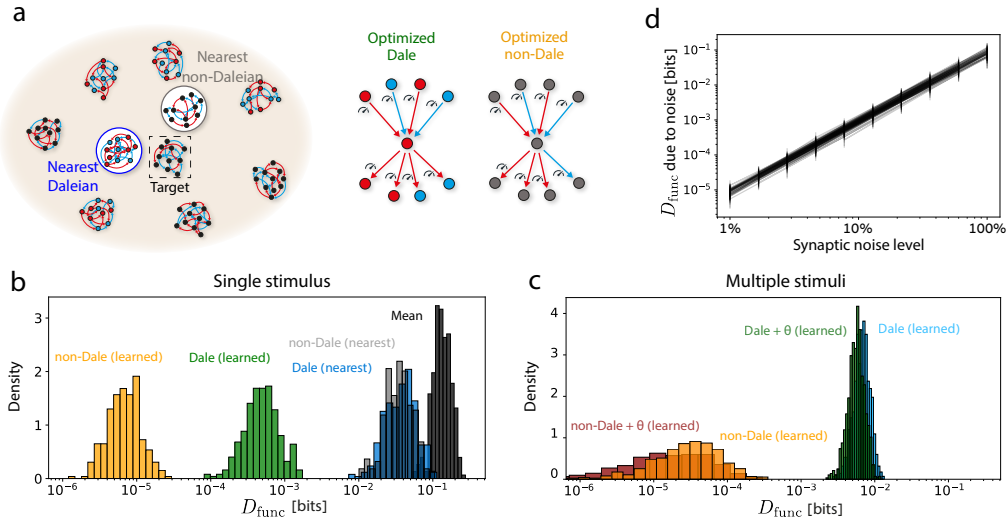 a
Nearest
non-Daleian
Nearest
Daleian
Target
Optimized
Dale
Optimized
non-Dale
d
D_func due to noise [bits]
10⁻¹
10⁻²
10⁻³
10⁻⁴
10⁻⁵
1%
10%
100%
Synaptic noise level
b
Single stimulus
Density
3
2
1
0
non-Dale (learned)
Dale (learned)
non-Dale (nearest)
Dale (nearest)
Mean
10⁻⁶
10⁻⁵
10⁻⁴
10⁻³
10⁻²
10⁻¹
D_func [bits]
c
Multiple stimuli
Density
4
3
2
1
0
Dale + θ (learned)
Dale (learned)
non-Dale + θ (learned)
non-Dale (learned)
10⁻⁶
10⁻⁵
10⁻⁴
10⁻³
10⁻²
10⁻¹
D_func [bits]